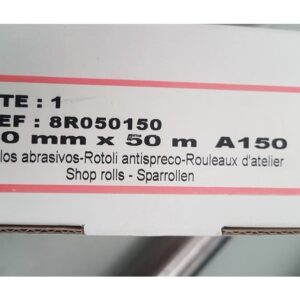 TE : 1
EF : 8R050150
0 mm x 50 m A150
los abrasivos-Rotoli antispreco-Rouleaux d'atelier
Shop rolls - Sparrollen